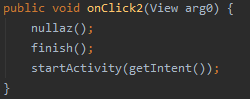 public void onClick2(View arg0) {
    nullaz();
    finish();
    startActivity(getIntent());
}